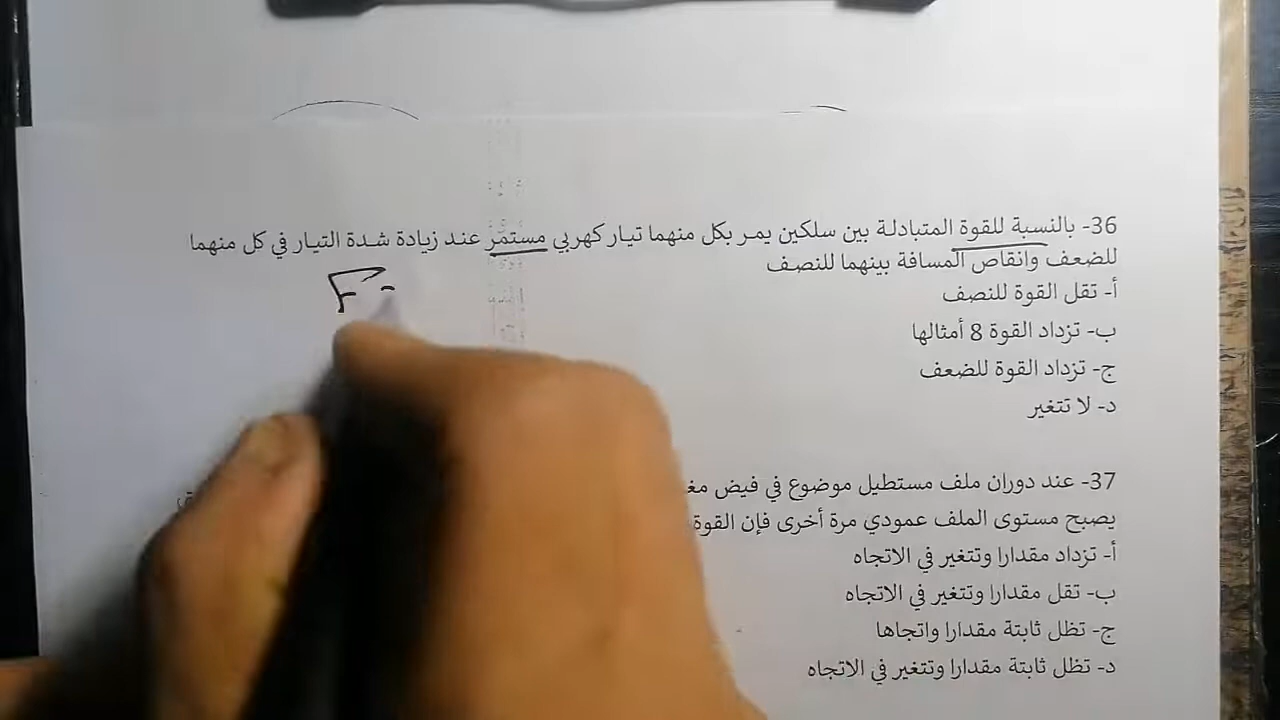 36- بالنسبة للقوة المتبادلة بين سلكين يمر بكل منهما تيار كهربي مستمر عند زيادة شدة التيار في كل منهما
للضعف وانقاص المسافة بينهما للنصف
أ- تقل القوة للنصف
ب- تزداد القوة 8 أمثالها
ج- تزداد القوة للضعف
د- لا تتغير
F
37- عند دوران ملف مستطيل موضوع في فيض
يصبح مستوى الملف عمودي مرة أخرى فإن القوة
أ- تزداد مقدارا وتتغير في الاتجاه
ب- تقل مقدارا وتتغير في الاتجاه
ج- تظل ثابتة مقدارا واتجاها
د- تظل ثابتة مقدارا وتتغير في الاتجاه